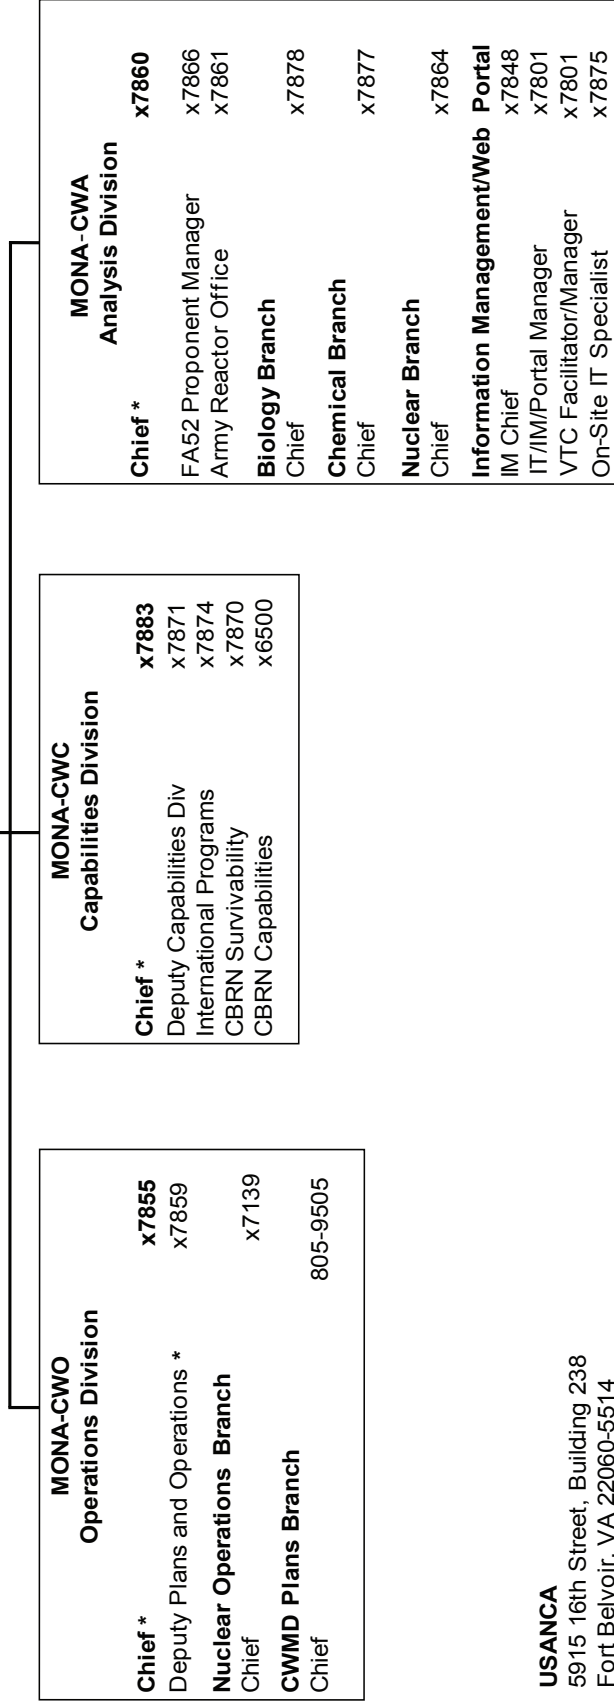 MONA-CWO
Operations Division
Chief * x7855
Deputy Plans and Operations * x7859
Nuclear Operations Branch
Chief x7139
CWMD Plans Branch
Chief 805-9505
MONA-CWC
Capabilities Division
Chief * x7883
Deputy Capabilities Div x7871
International Programs x7874
CBRN Survivability x7870
CBRN Capabilities x6500
MONA-CWA
Analysis Division
Chief * x7860
FA52 Proponent Manager x7866
Army Reactor Office x7861
Biology Branch
Chief x7878
Chemical Branch
Chief x7877
Nuclear Branch
Chief x7864
Information Management/Web Portal
IM Chief x7848
IT/IM/Portal Manager x7801
VTC Facilitator/Manager x7801
On-Site IT Specialist x7875
USANCA
5915 16th Street, Building 238
Fort Belvoir, VA 22060-5514